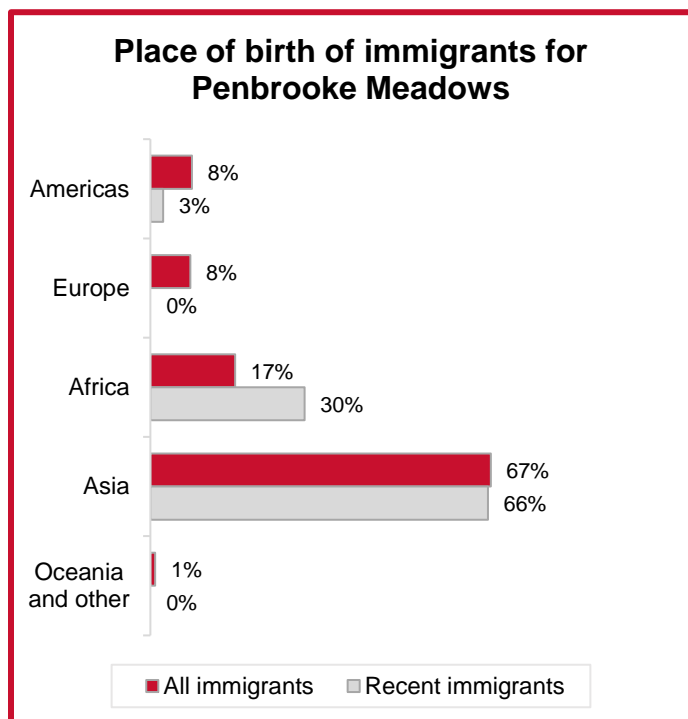 Place of birth of immigrants for
Penbrooke Meadows
Americas
8%
3%
Europe
8%
0%
Africa
17%
30%
Asia
67%
66%
Oceania
and other
1%
0%
All immigrants
Recent immigrants